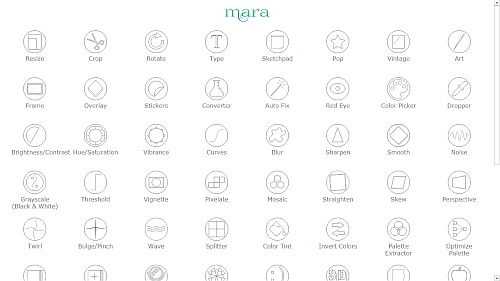 mara
Resize Crop Rotate Type Sketchpad Pop Vintage Art
Frame Overlay Stickers Converter Auto Fix Red Eye Color Picker Dropper
Brightness/Contrast Hue/Saturation Vibrance Curves Blur Sharpen Smooth Noise
Grayscale Threshold Vignette Pixelate Mosaic Straighten Skew Perspective
(Black & White)
Twirl Bulge/Pinch Wave Splitter Color Tint Invert Colors Palette Optimize
Extractor Palette